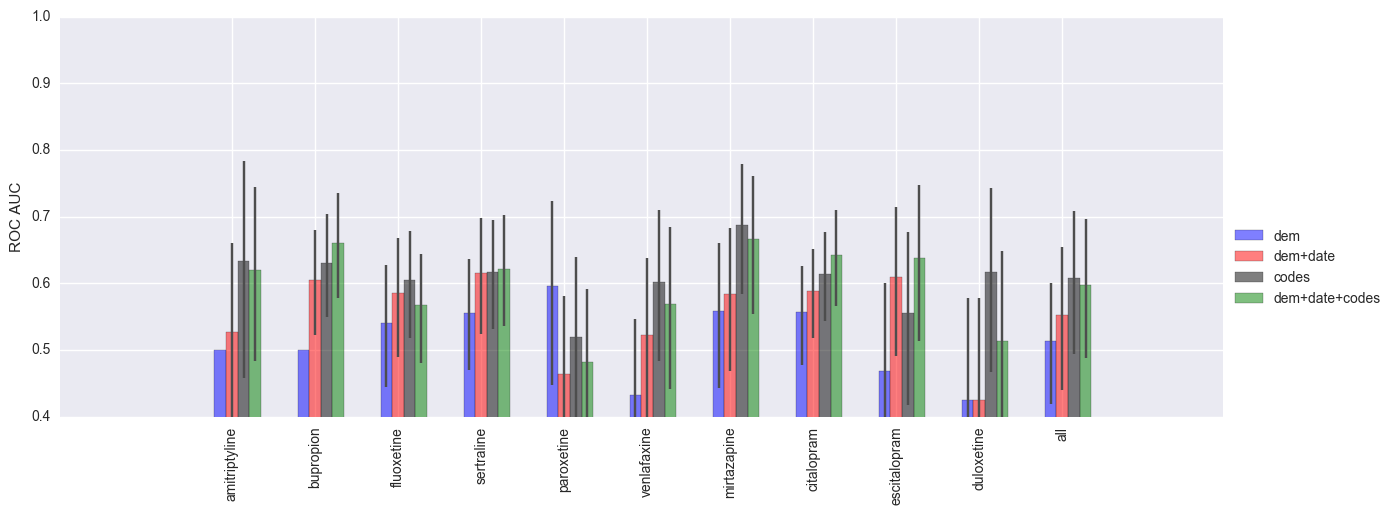 ROC AUC
1.0
0.9
0.8
0.7
0.6
0.5
0.4
amitriptyline
bupropion
fluoxetine
sertraline
paroxetine
venlafaxine
mirtazapine
citalopram
escitalopram
duloxetine
all
dem
dem+date
codes
dem+date+codes